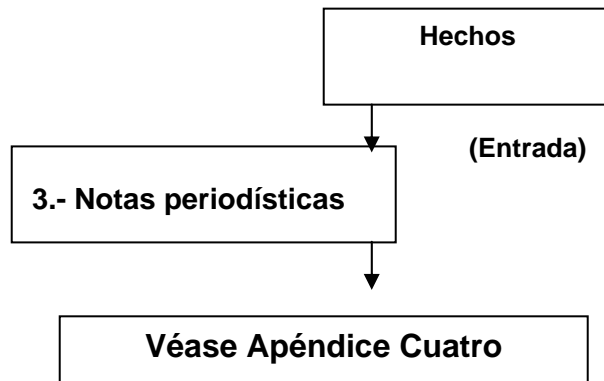 Hechos
(Entrada)
3.- Notas periodísticas
Véase Apéndice Cuatro